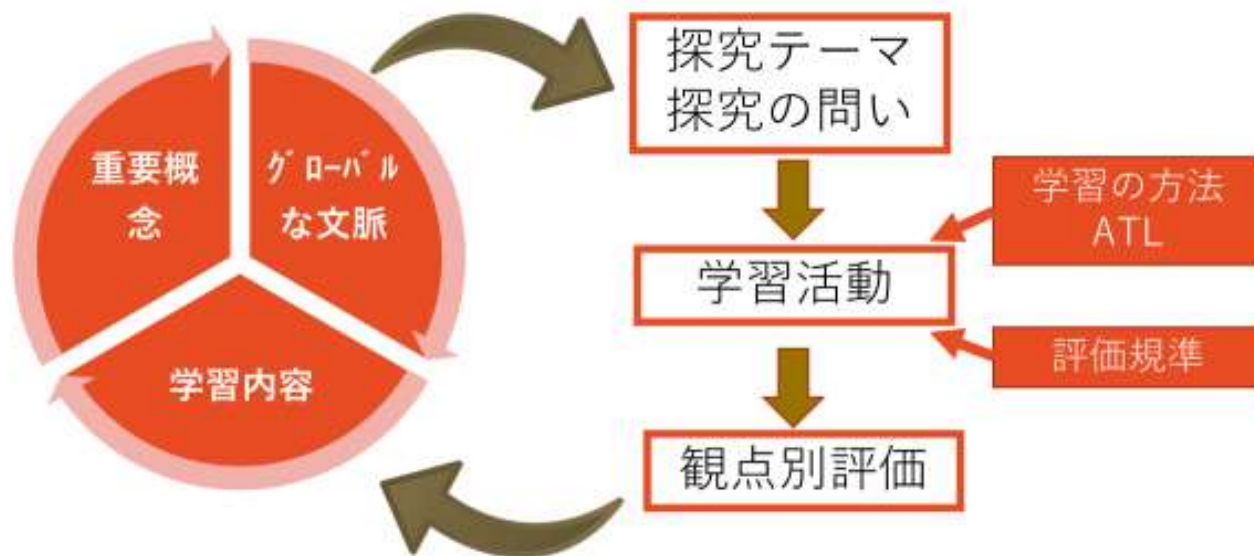 重要概
念
ｸﾞﾛｰﾊﾞﾙ
な文脈
学習内容
探究テーマ
探究の問い
学習活動
観点別評価
学習の方法
ATL
評価規準